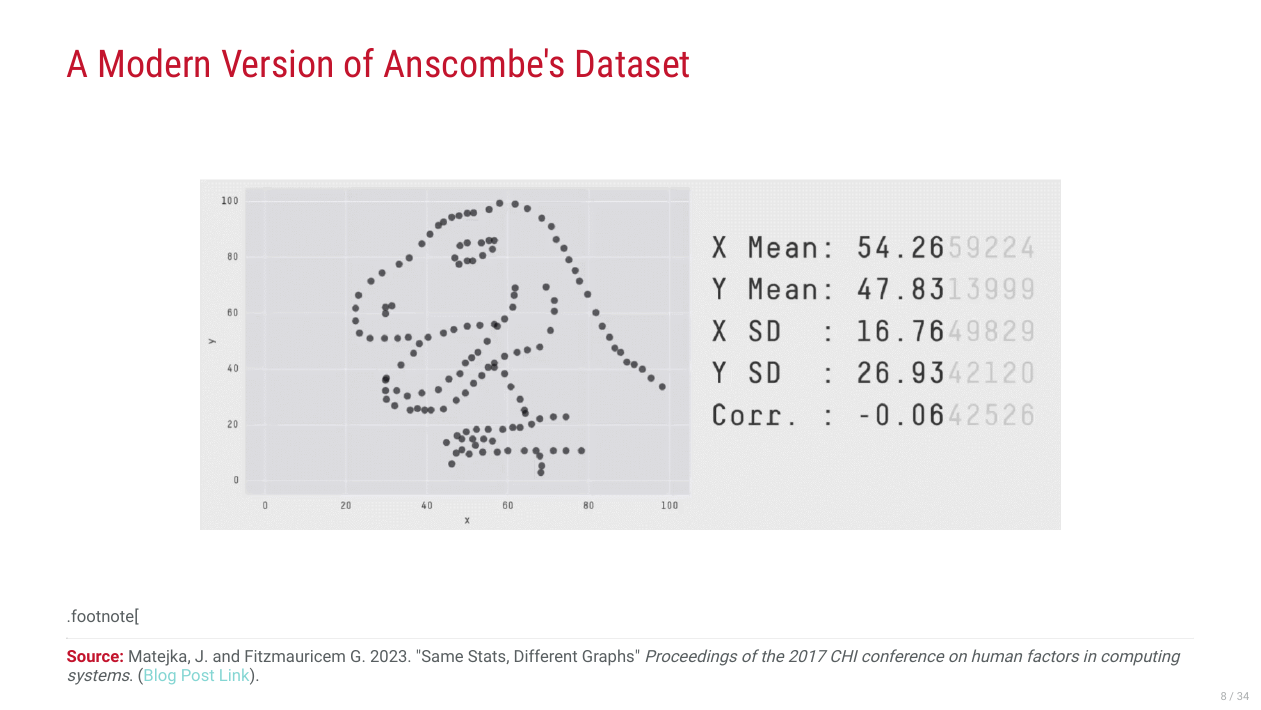 A Modern Version of Anscombe's Dataset
100
80
60
40
20
0
y
0 20 40 60 80 100
x
X Mean: 54.2659224
Y Mean: 47.8313999
X SD : 16.7649829
Y SD : 26.9342120
Corr. : -0.0642526
.footnote[
Source: Matejka, J. and Fitzmauricem G. 2023. "Same Stats, Different Graphs" Proceedings of the 2017 CHI conference on human factors in computing
systems. (Blog Post Link).
8 / 34